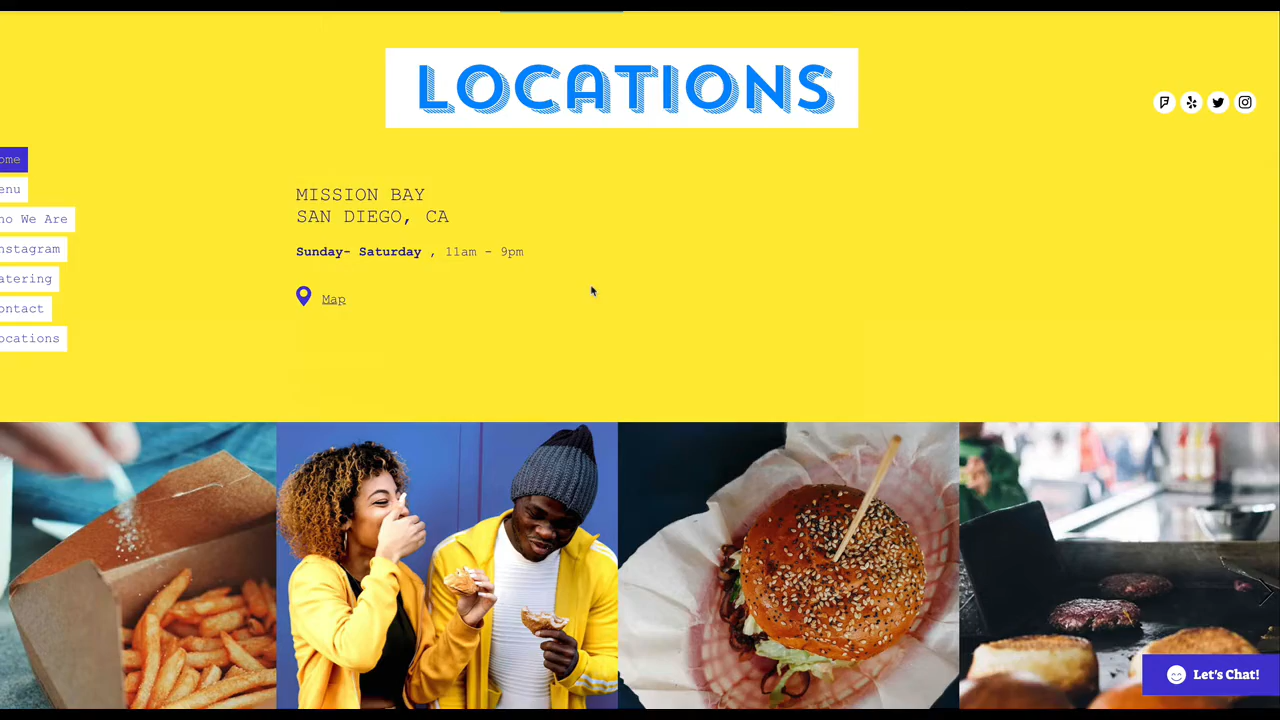 LOCATIONS
ome
enu
ho We Are
nstagram
atering
ontact
ocations
MISSION BAY
SAN DIEGO, CA
Sunday- Saturday , 11am - 9pm
Map
Let's Chat!